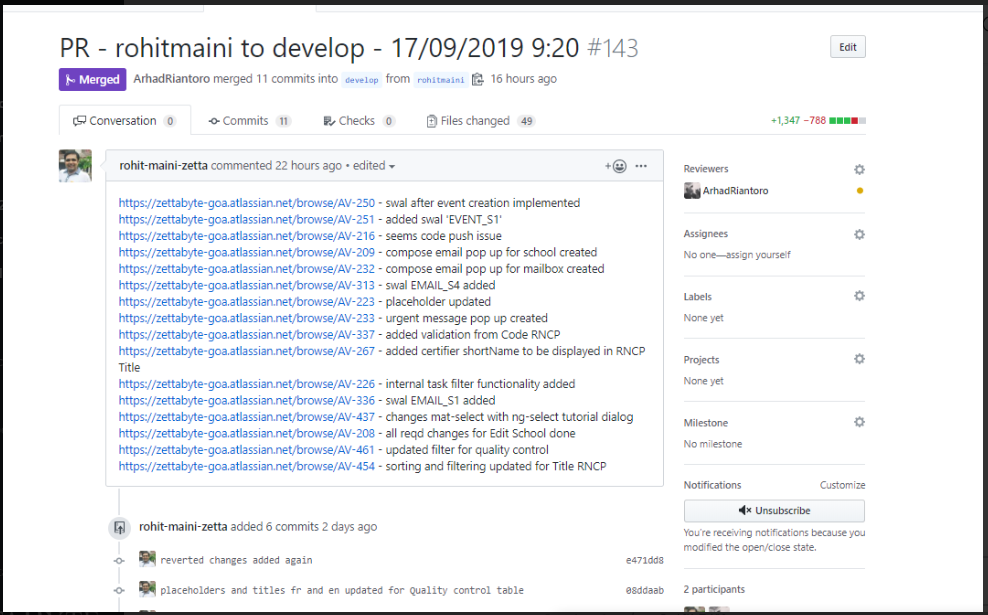 PR - rohitmaini to develop - 17/09/2019 9:20 #143
Edit
Merged ArhadRiantoro merged 11 commits into develop from rohitmaini 16 hours ago
Conversation 0 Commits 11 Checks 0 Files changed 49 +1,347 −788
rohit-maini-zetta commented 22 hours ago • edited
https://zettabyte-goa.atlassian.net/browse/AV-250 - swal after event creation implemented
https://zettabyte-goa.atlassian.net/browse/AV-251 - added swal 'EVENT_S1'
https://zettabyte-goa.atlassian.net/browse/AV-216 - seems code push issue
https://zettabyte-goa.atlassian.net/browse/AV-209 - compose email pop up for school created
https://zettabyte-goa.atlassian.net/browse/AV-232 - compose email pop up for mailbox created
https://zettabyte-goa.atlassian.net/browse/AV-313 - swal EMAIL_S4 added
https://zettabyte-goa.atlassian.net/browse/AV-223 - placeholder updated
https://zettabyte-goa.atlassian.net/browse/AV-233 - urgent message pop up created
https://zettabyte-goa.atlassian.net/browse/AV-337 - added validation from Code RNCP
https://zettabyte-goa.atlassian.net/browse/AV-267 - added certifier shortName to be displayed in RNCP
Title
https://zettabyte-goa.atlassian.net/browse/AV-226 - internal task filter functionality added
https://zettabyte-goa.atlassian.net/browse/AV-336 - swal EMAIL_S1 added
https://zettabyte-goa.atlassian.net/browse/AV-437 - changes mat-select with ng-select tutorial dialog
https://zettabyte-goa.atlassian.net/browse/AV-208 - all reqd changes for Edit School done
https://zettabyte-goa.atlassian.net/browse/AV-461 - updated filter for quality control
https://zettabyte-goa.atlassian.net/browse/AV-454 - sorting and filtering updated for Title RNCP
rohit-maini-zetta added 6 commits 2 days ago
reverted changes added again e471dd8
placeholders and titles fr and en updated for Quality control table 08ddaab
Reviewers
ArhadRiantoro
Assignees
No one—assign yourself
Labels
None yet
Projects
None yet
Milestone
No milestone
Notifications Customize
Unsubscribe
You're receiving notifications because you
modified the open/close state.
2 participants